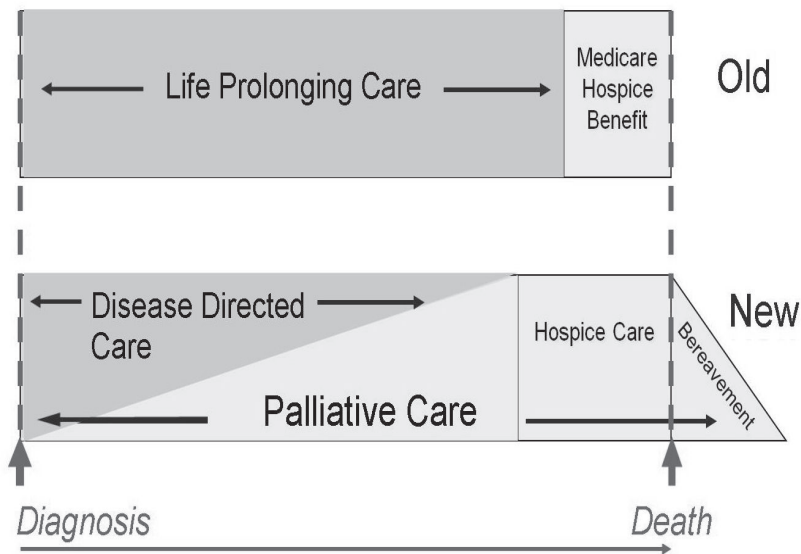 Life Prolonging Care
Medicare
Hospice
Benefit
Old
Disease Directed
Care
Palliative Care
Hospice Care
Bereavement
New
Diagnosis
Death